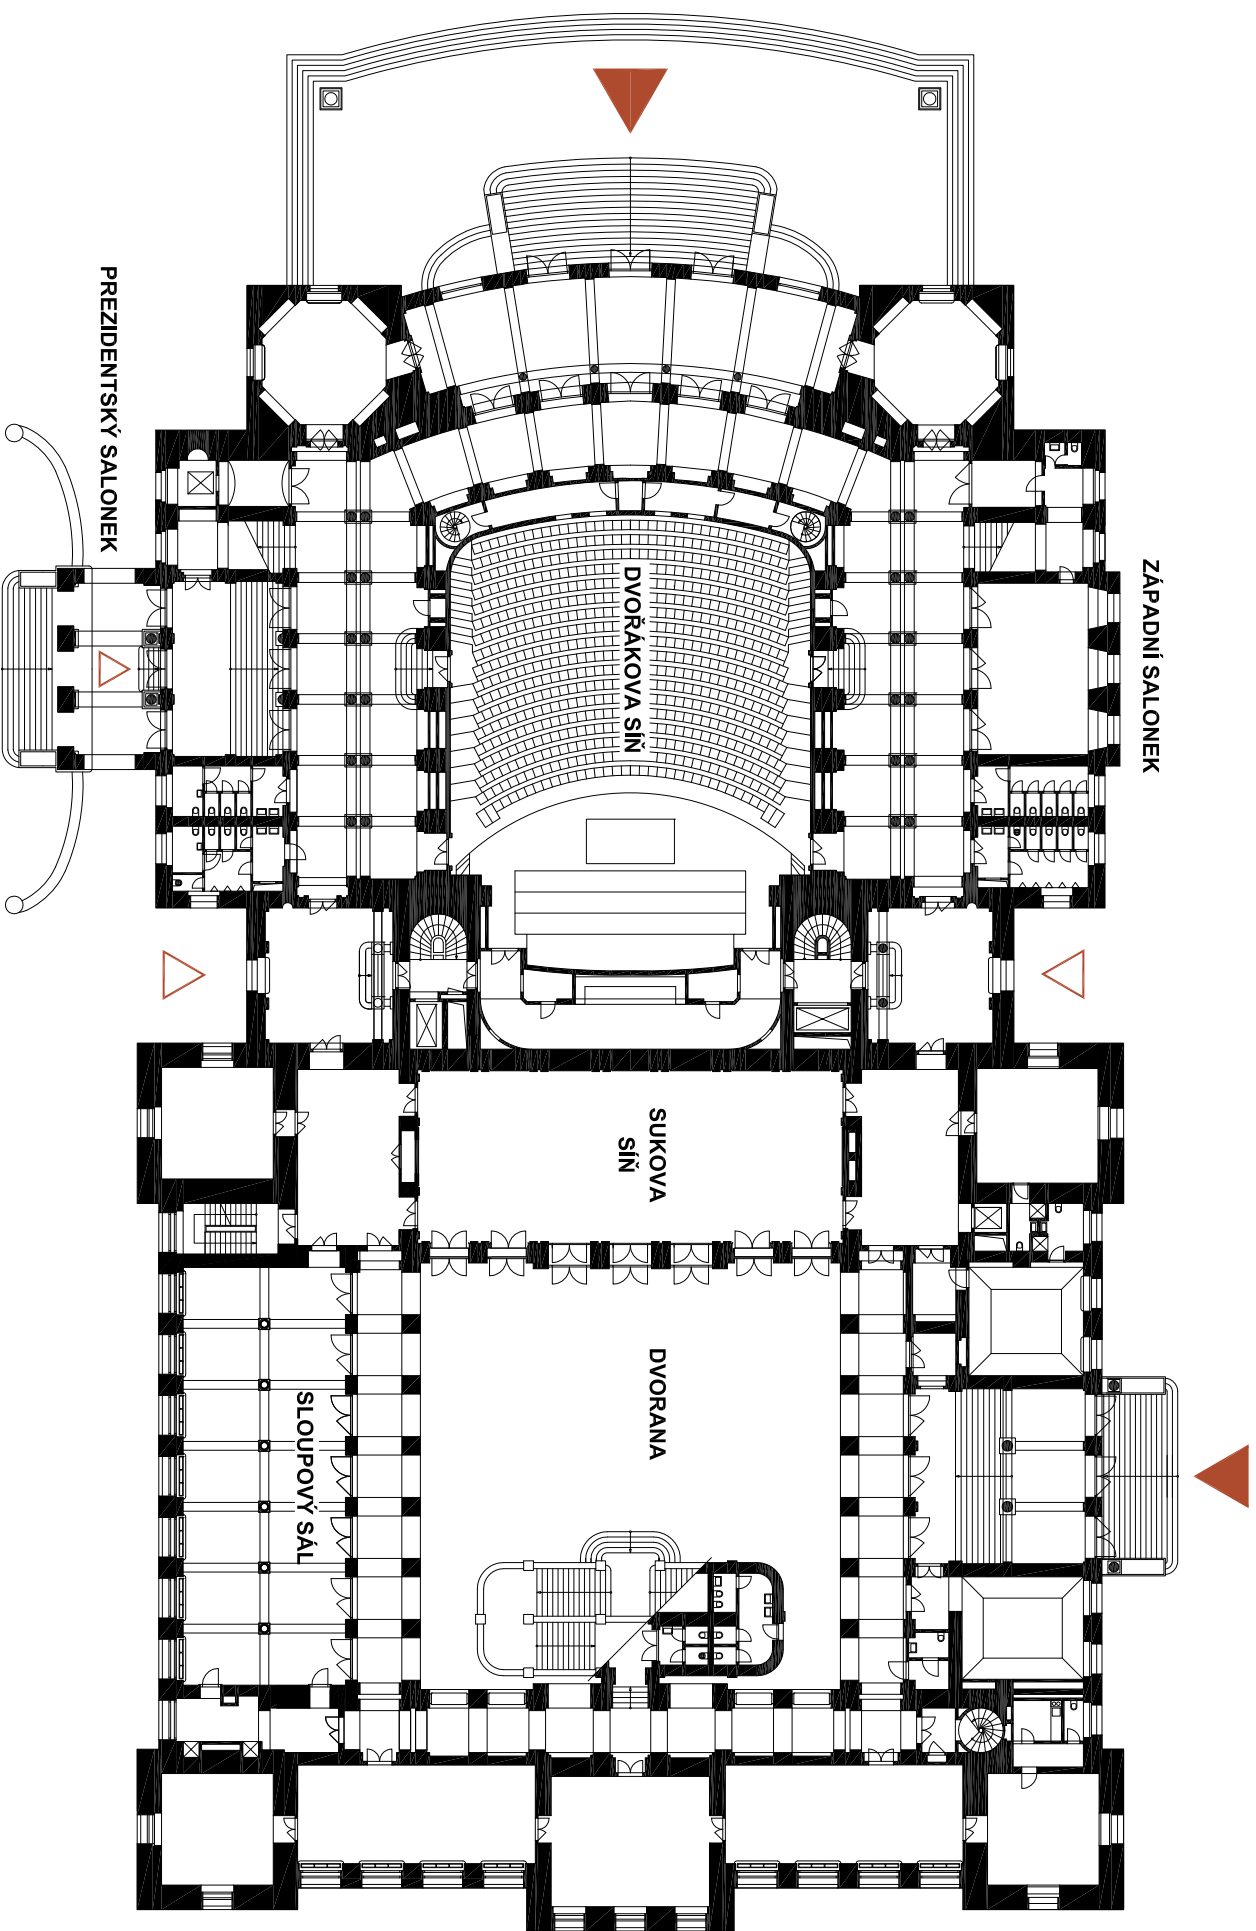 PREZIDENTSKÝ SALONEK
ZÁPADNÍ SALONEK
DVOŘÁKOVA SÍŇ
SUKOVA
SÍŇ
DVORANA
SLOUPOVÝ SÁL